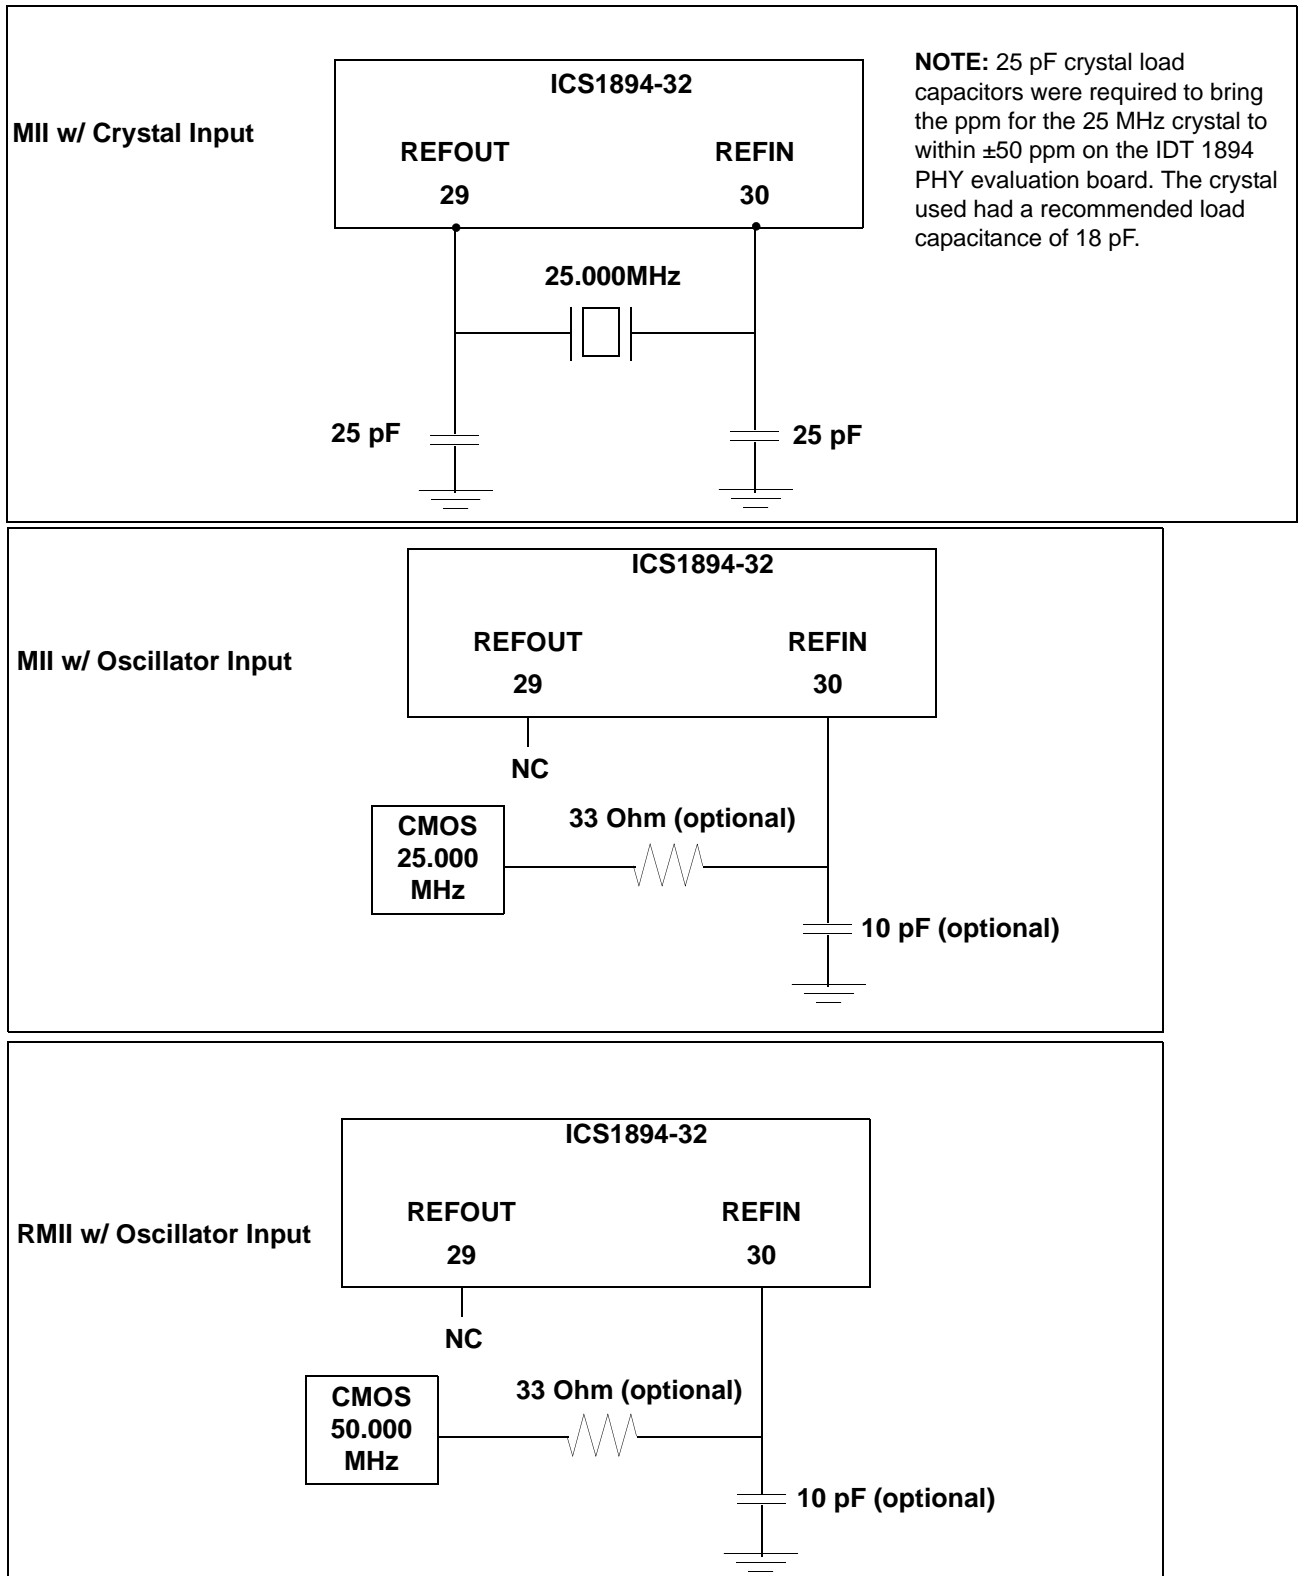 MII w/ Crystal Input
ICS1894-32
REFOUT
REFIN
29
30
25.000MHz
25 pF
25 pF
NOTE: 25 pF crystal load
capacitors were required to bring
the ppm for the 25 MHz crystal to
within ±50 ppm on the IDT 1894
PHY evaluation board. The crystal
used had a recommended load
capacitance of 18 pF.
MII w/ Oscillator Input
ICS1894-32
REFOUT
REFIN
29
30
NC
CMOS
25.000
MHz
33 Ohm (optional)
10 pF (optional)
RMII w/ Oscillator Input
ICS1894-32
REFOUT
REFIN
29
30
NC
CMOS
50.000
MHz
33 Ohm (optional)
10 pF (optional)